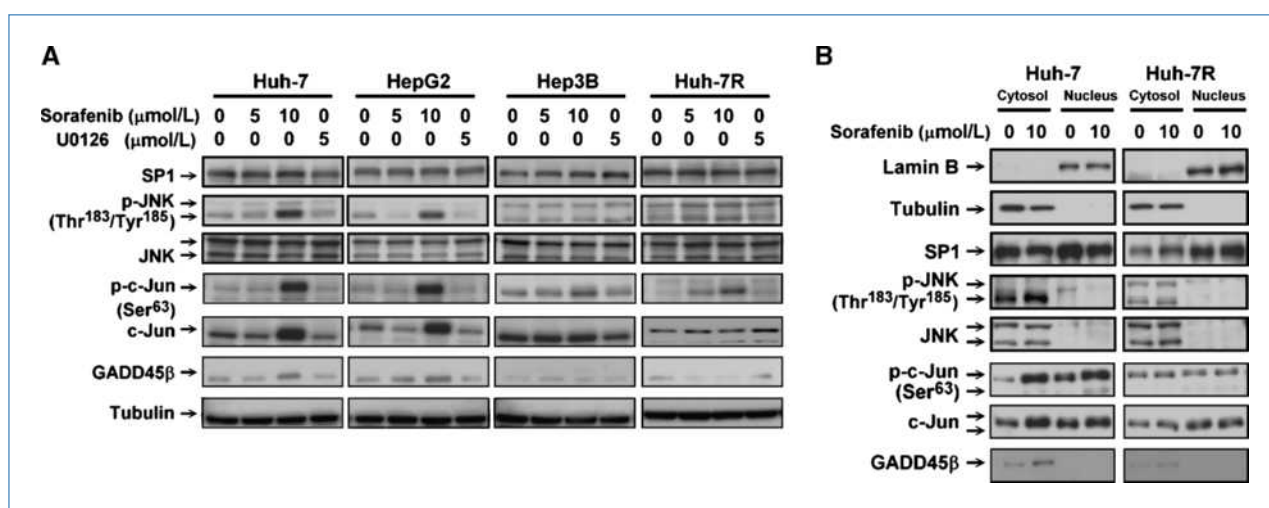 A
Huh-7 HepG2 Hep3B Huh-7R
Sorafenib (μmol/L) 0 5 10 0 0 5 10 0 0 5 10 0 0 5 10 0
U0126 (μmol/L) 0 0 0 5 0 0 0 5 0 0 0 5 0 0 0 5
SP1
p-JNK
(Thr183/Tyr185)
JNK
p-c-Jun
(Ser63)
c-Jun
GADD45β
Tubulin
B
Huh-7 Huh-7R
Cytosol Nucleus Cytosol Nucleus
Sorafenib (μmol/L) 0 10 0 10 0 10 0 10
Lamin B
Tubulin
SP1
p-JNK
(Thr183/Tyr185)
JNK
p-c-Jun
(Ser63)
c-Jun
GADD45β